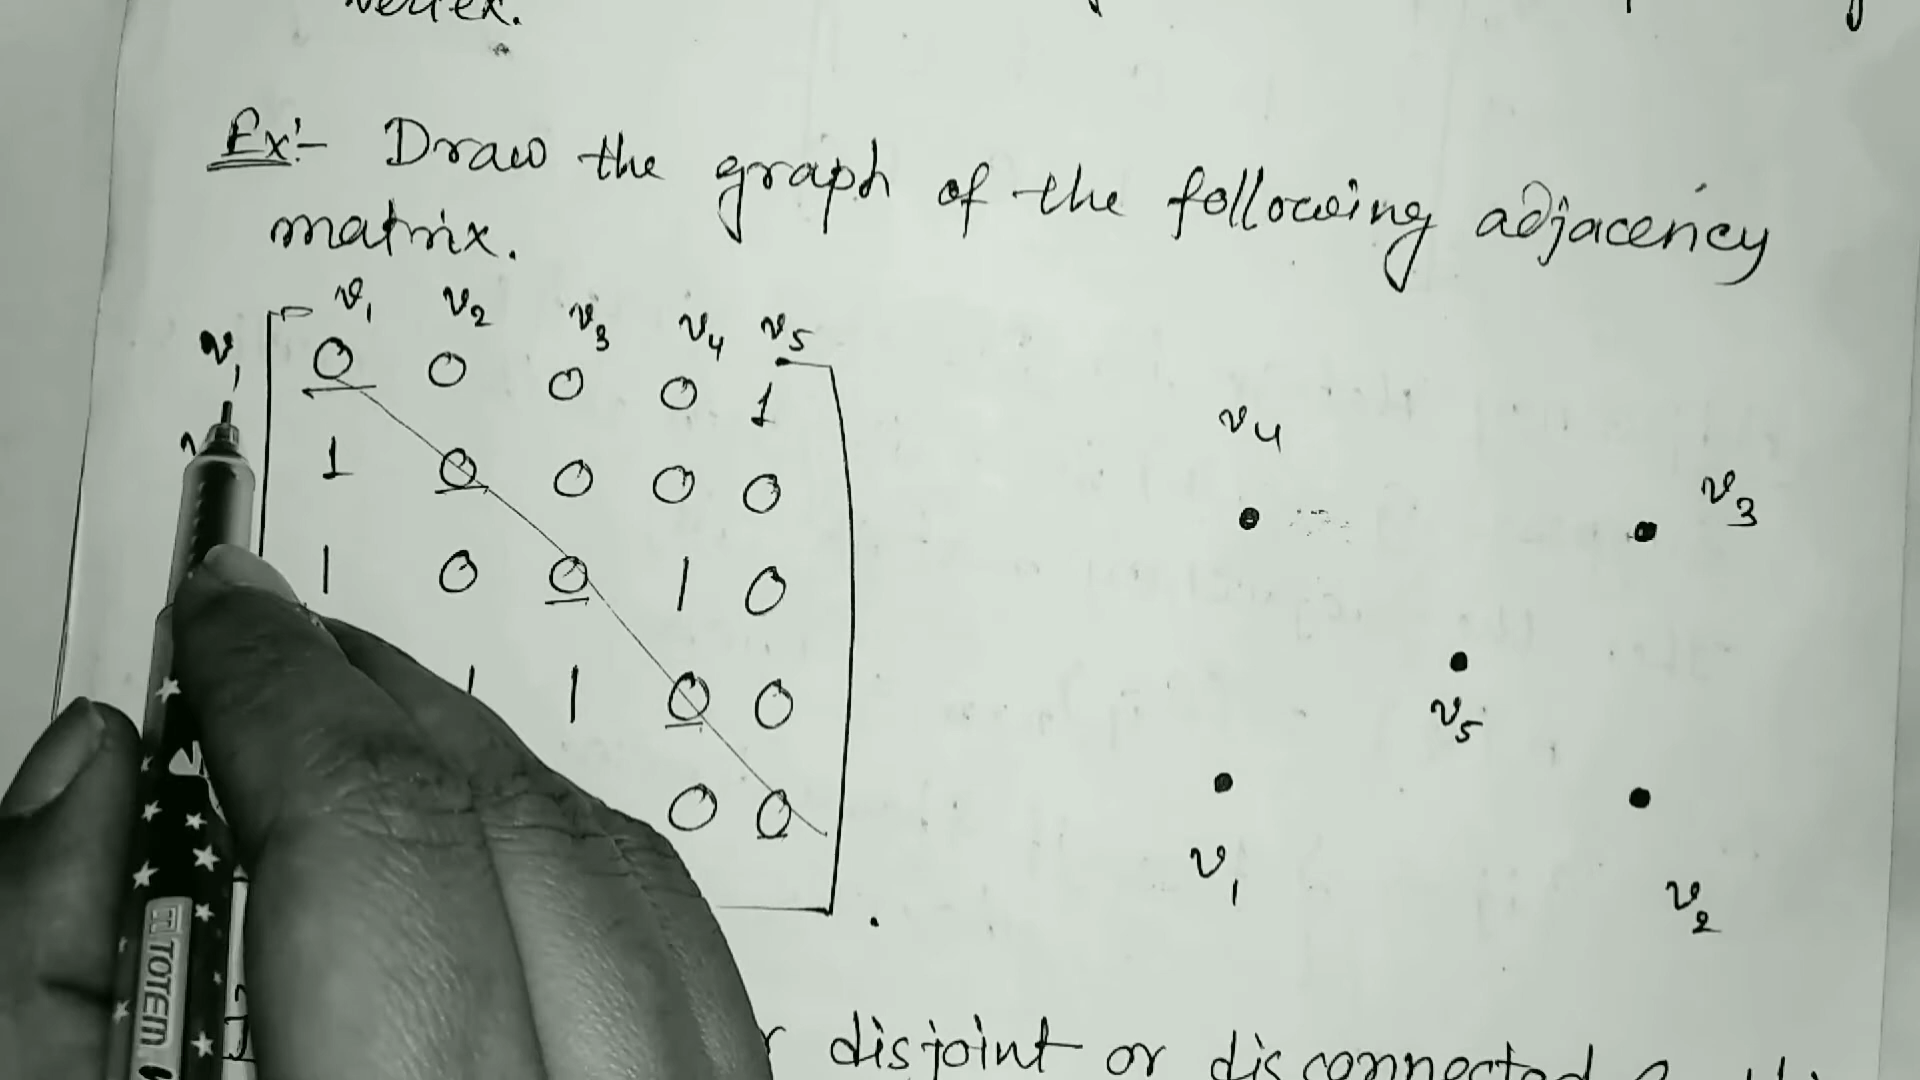 vertex.
Ex:- Draw the graph of the following adjacency
matrix.
v1 v2 v3 v4 v5
v1 0 0 0 0 1
1 0 0 0 0
1 0 0 1 0
1 1 0 0
0 0
v4
v3
v5
v1
v2
TOTEM
disjoint or disconnected